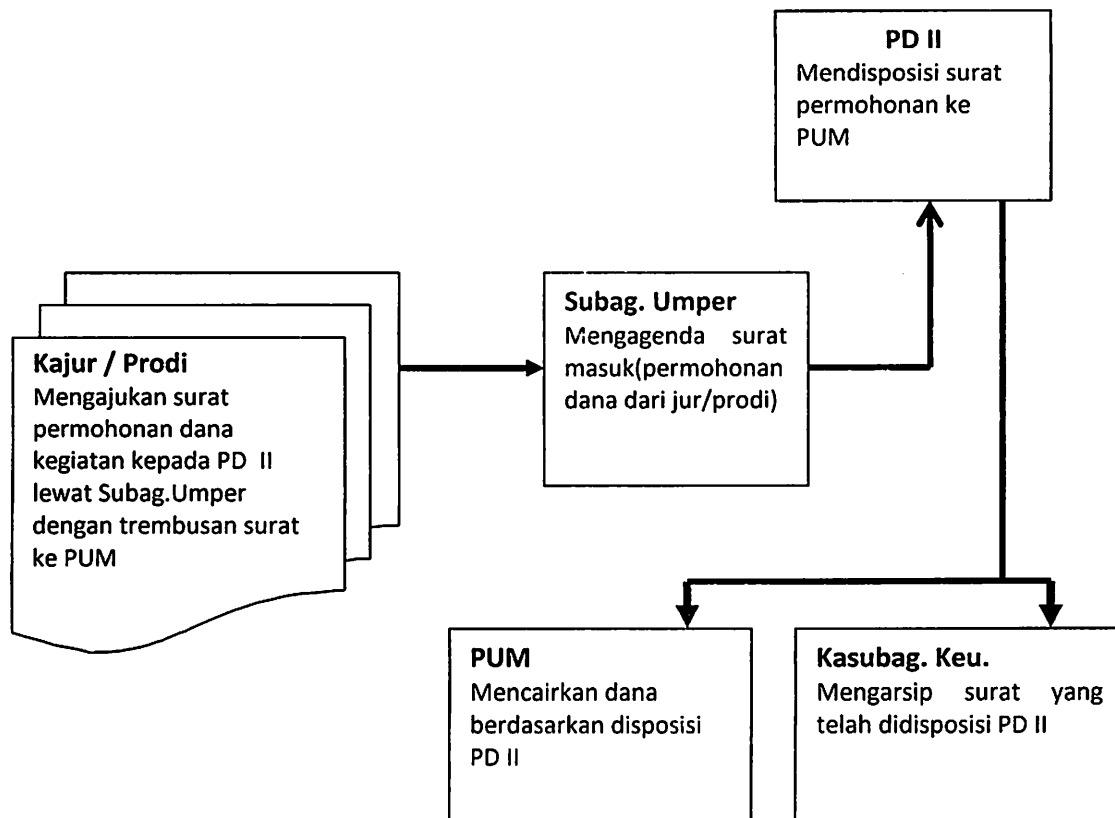 PD II
Mendisposisi surat
permohonan ke
PUM
Subag. Umper
Mengagenda surat
masuk(permohonan
dana dari jur/prodi)
Kajur / Prodi
Mengajukan surat
permohonan dana
kegiatan kepada PD II
lewat Subag.Umper
dengan trembusan surat
ke PUM
PUM
Mencairkan dana
berdasarkan disposisi
PD II
Kasubag. Keu.
Mengarsip surat yang
telah didisposisi PD II